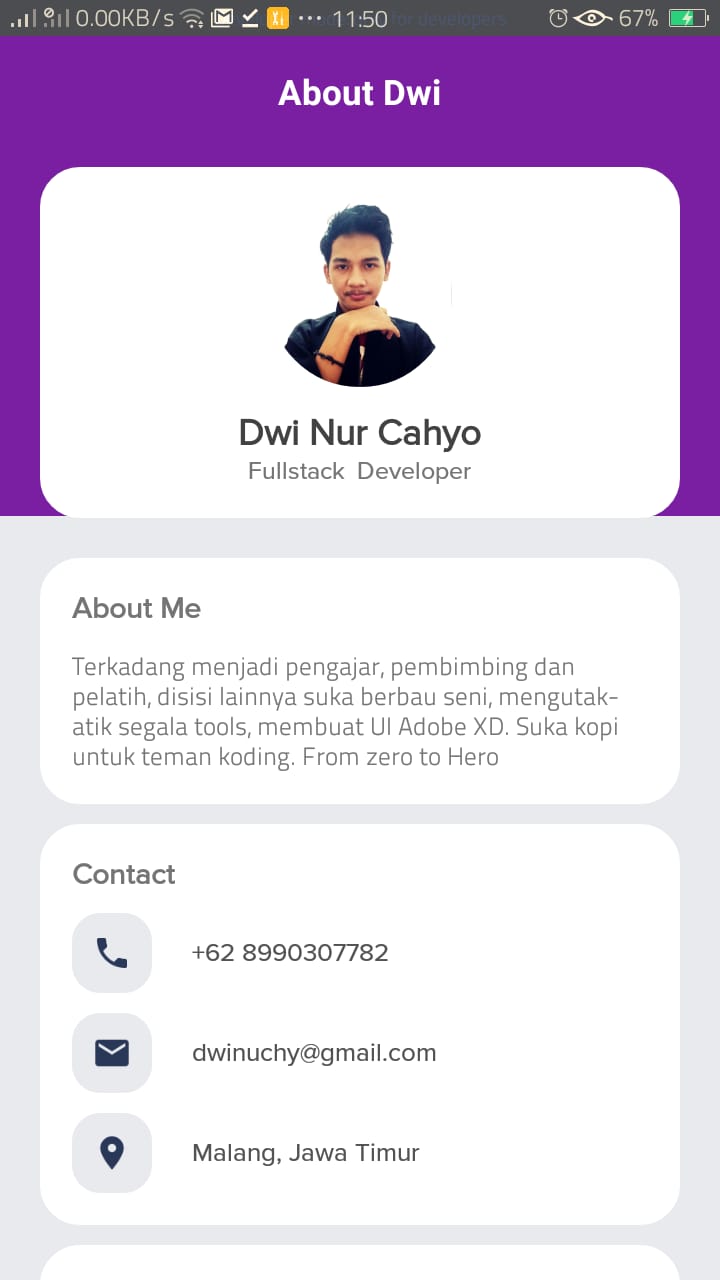 0.00KB/s 11:50 for developers 67%
About Dwi
Dwi Nur Cahyo
Fullstack Developer
About Me
Terkadang menjadi pengajar, pembimbing dan
pelatih, disisi lainnya suka berbau seni, mengutak-
atik segala tools, membuat UI Adobe XD. Suka kopi
untuk teman koding. From zero to Hero
Contact
+62 8990307782
dwinuchy@gmail.com
Malang, Jawa Timur